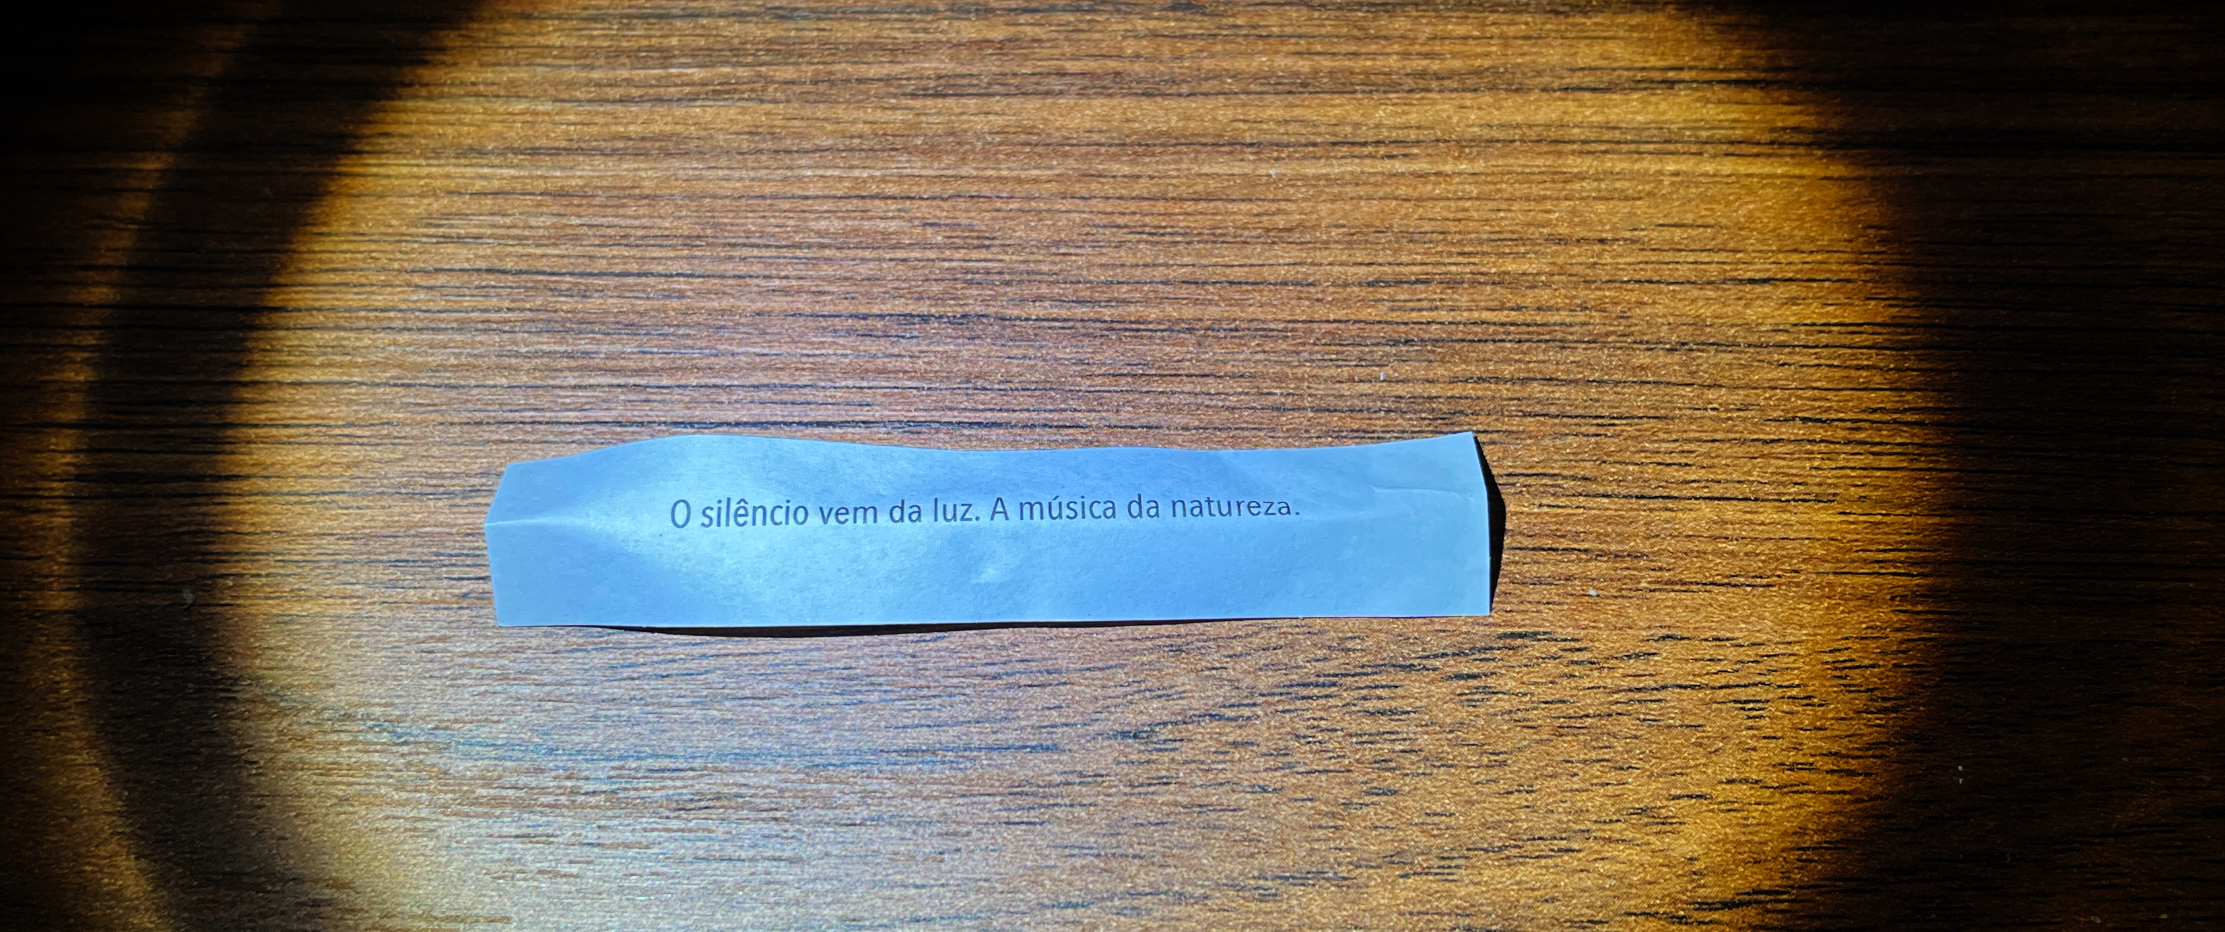 O silêncio vem da luz. A música da natureza.